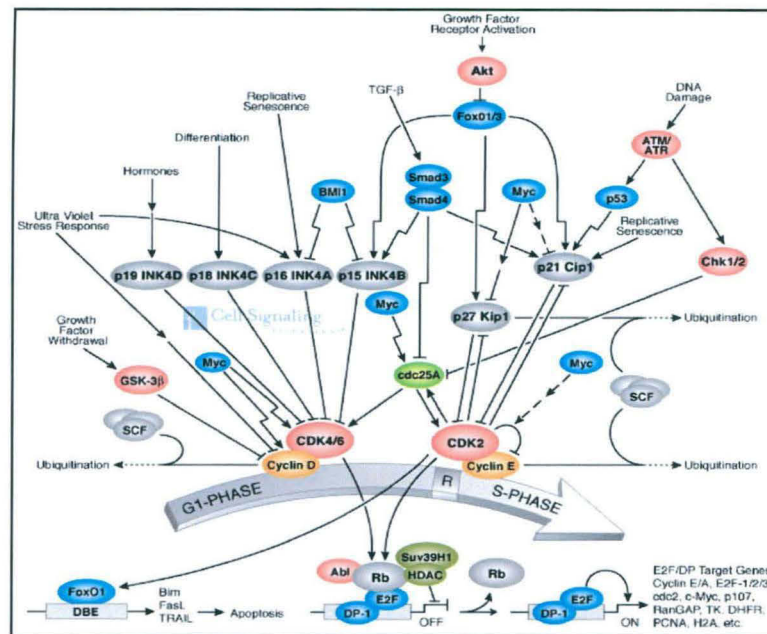 Growth Factor
Receptor Activation
Akt
TGF-β
Fox01/3
DNA
Damage
ATM/
ATR
Replicative
Senescence
Differentiation
Hormones
BMI1
Smad3
Smad4
Myc
p53
Ultra Violet
Stress Response
Replicative
Senescence
p19 INK4D
p18 INK4C
p16 INK4A
p15 INK4B
p21 Cip1
Chk1/2
Myc
p27 Kip1
Cell Signaling
Ubiquitination
Growth
Factor
Withdrawal
Myc
cdc25A
Myc
GSK-3β
SCF
SCF
CDK4/6
CDK2
Cyclin D
Cyclin E
Ubiquitination
Ubiquitination
G1-PHASE
R
S-PHASE
Suv39H1
HDAC
Abl
Rb
Rb
FoxO1
DBE
Bim
FasL
TRAIL
Apoptosis
E2F
DP-1
OFF
E2F
DP-1
ON
E2F/DP Target Gene
Cyclin E/A, E2F-1/2/3
cdc2, c-Myc, p107,
RanGAP, TK, DHFR,
PCNA, H2A, etc.